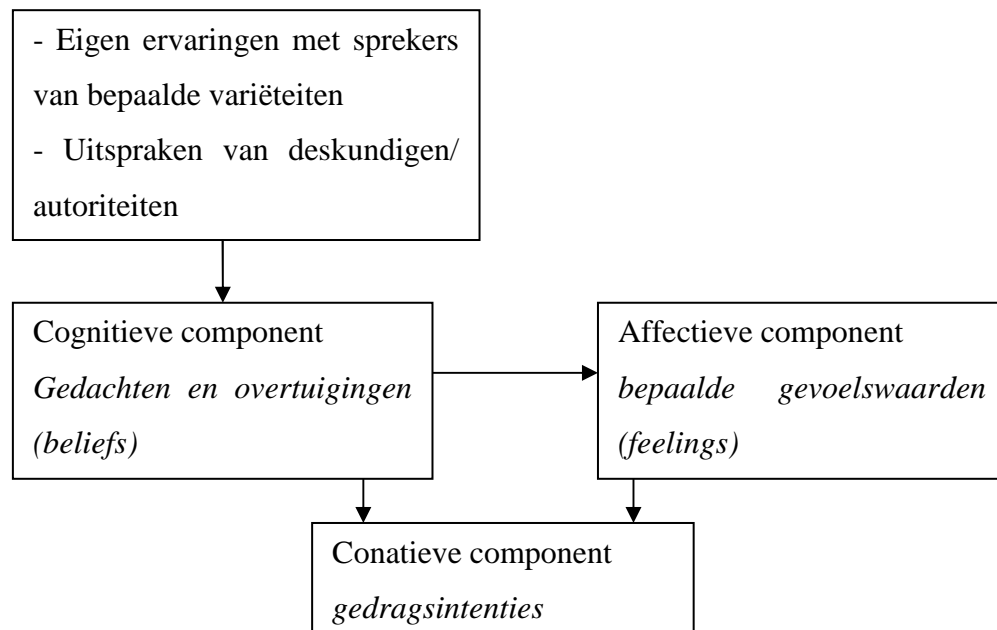 - Eigen ervaringen met sprekers
van bepaalde variëteiten
- Uitspraken van deskundigen/
autoriteiten
Cognitieve component
Gedachten en overtuigingen
(beliefs)
Affectieve component
bepaalde gevoelswaarden
(feelings)
Conatieve component
gedragsintenties